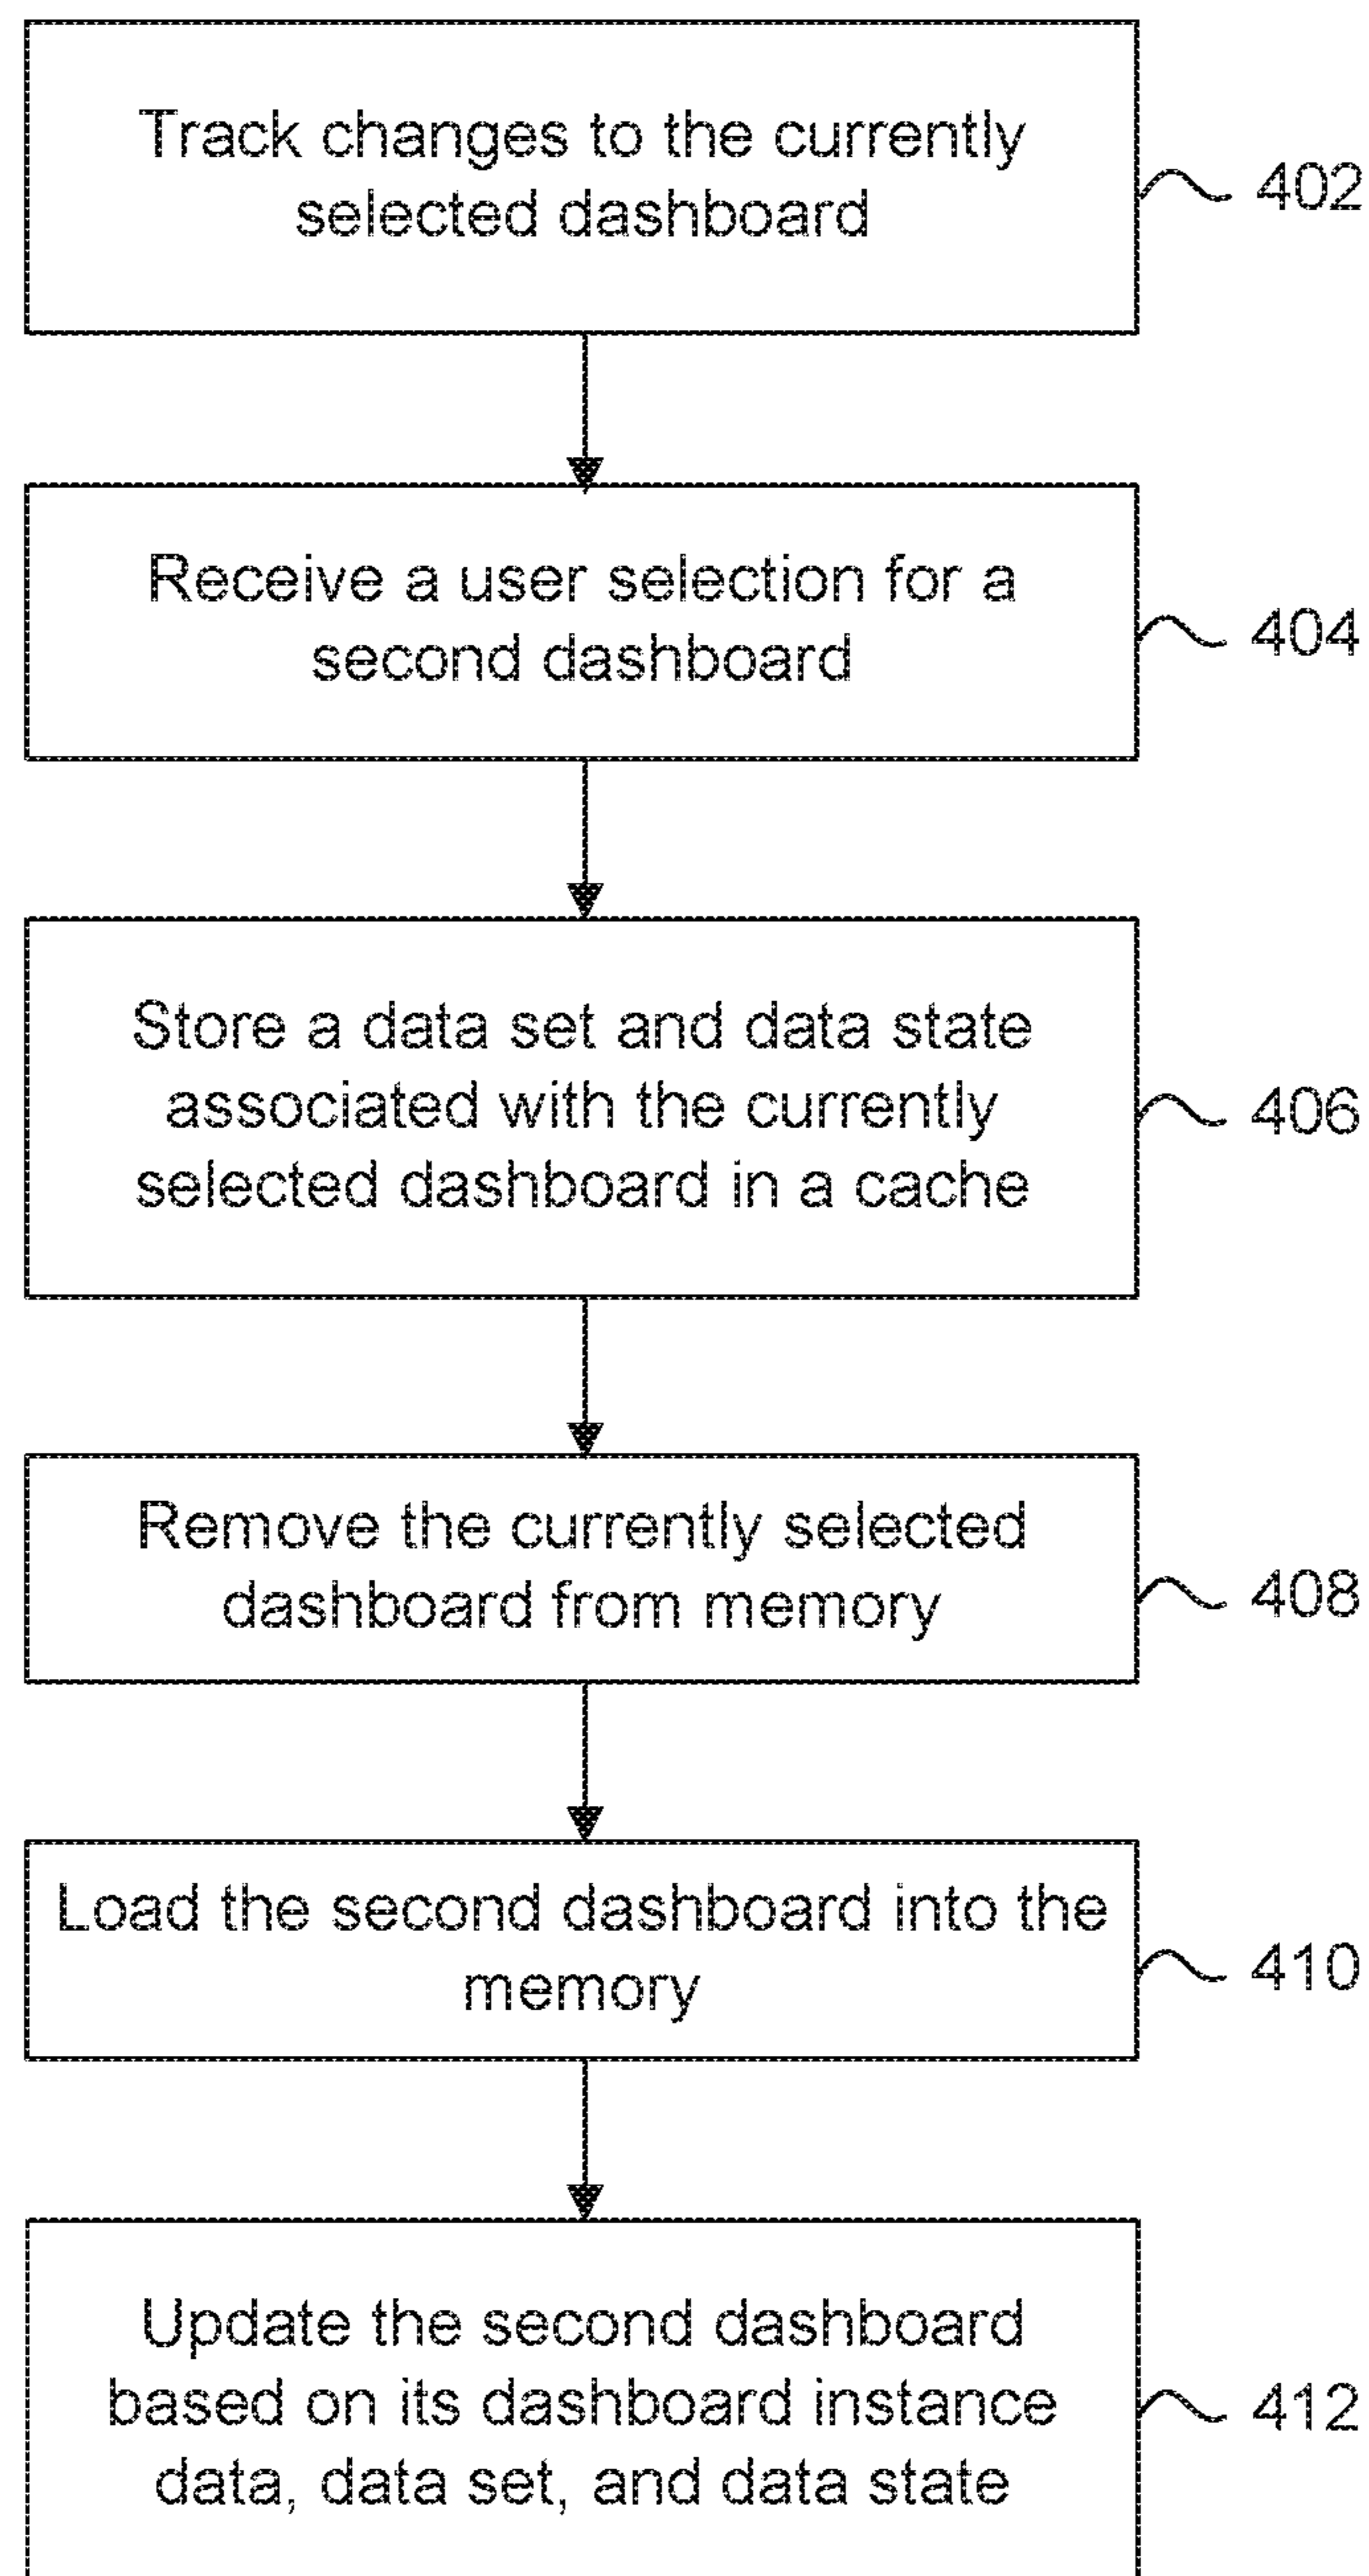 Track changes to the currently
selected dashboard
402
Receive a user selection for a
second dashboard
404
Store a data set and data state
associated with the currently
selected dashboard in a cache
406
Remove the currently selected
dashboard from memory
408
Load the second dashboard into the
memory
410
Update the second dashboard
based on its dashboard instance
data, data set, and data state
412